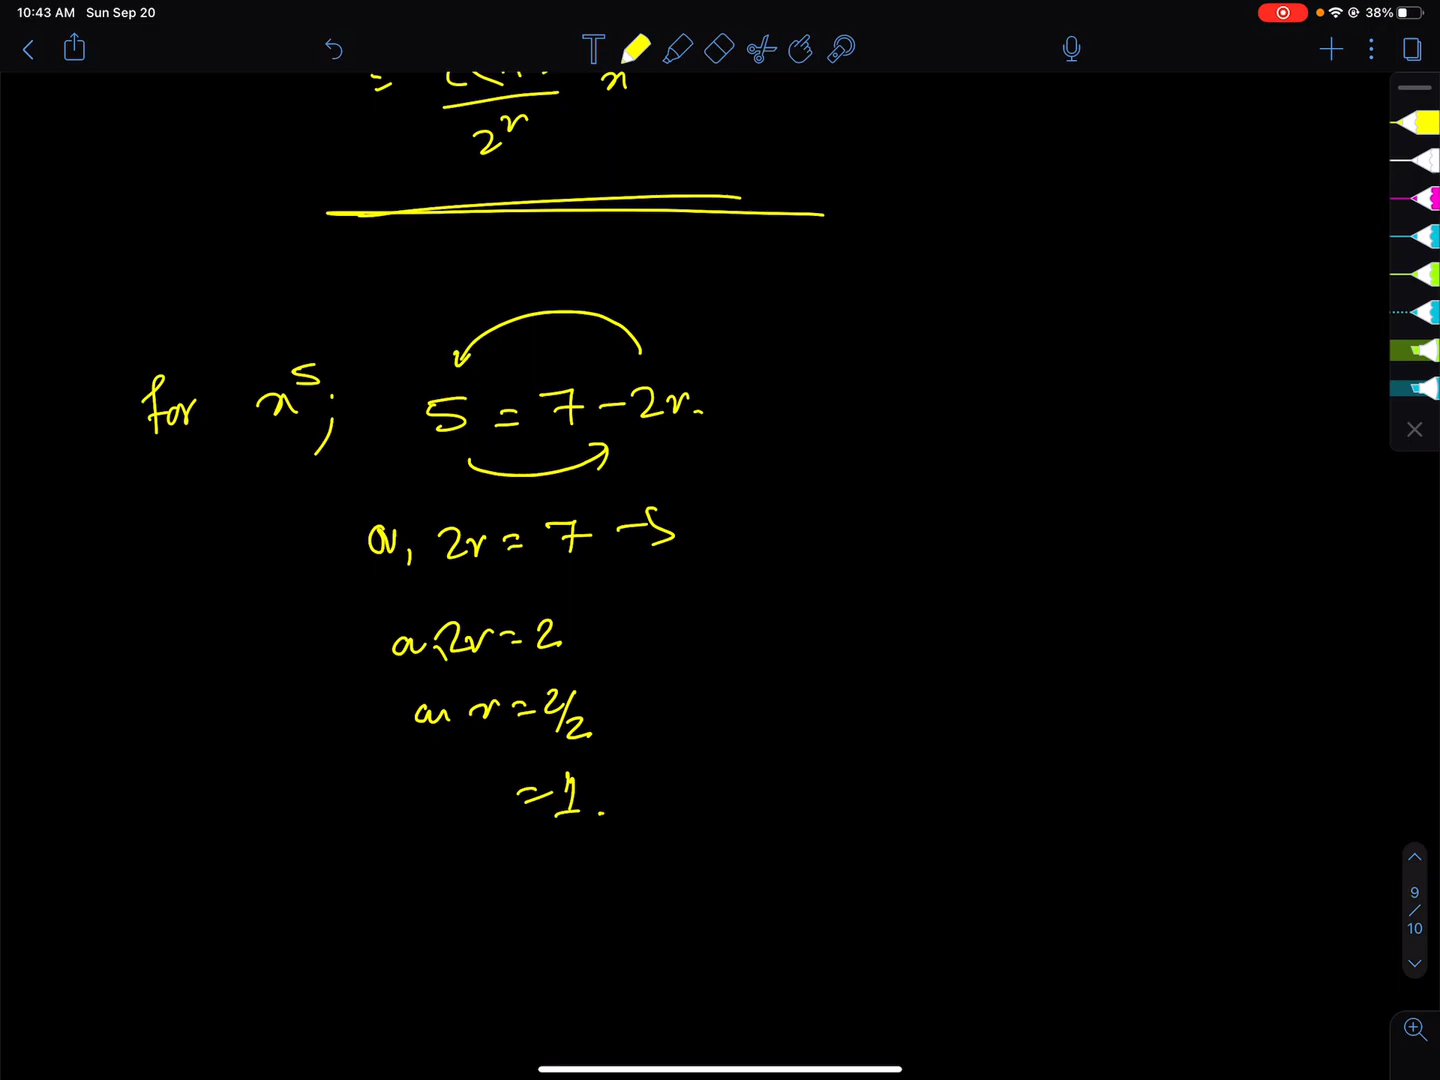 10:43 AM Sun Sep 20 38%
= x
2^r
for x^5; 5 = 7 - 2r.
or, 2r = 7 - 5
or, 2r = 2
or r = 2/2
= 1.
9
/
10